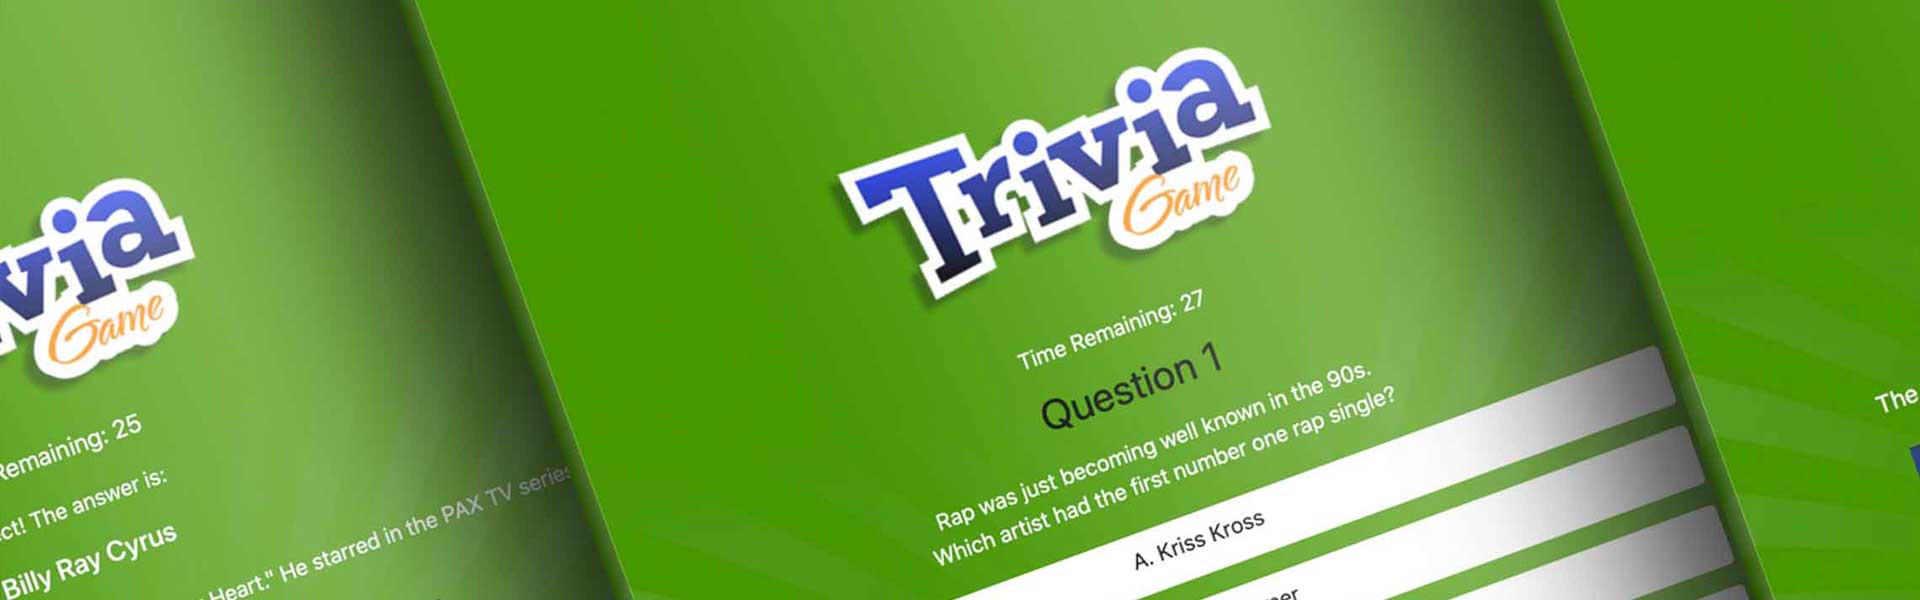 via
Game
Remaining: 25
ct! The answer is:
Billy Ray Cyrus
Heart." He starred in the PAX TV series
Trivia
Game
Time Remaining: 27
Question 1
Rap was just becoming well known in the 90s.
Which artist had the first number one rap single?
A. Kriss Kross
The